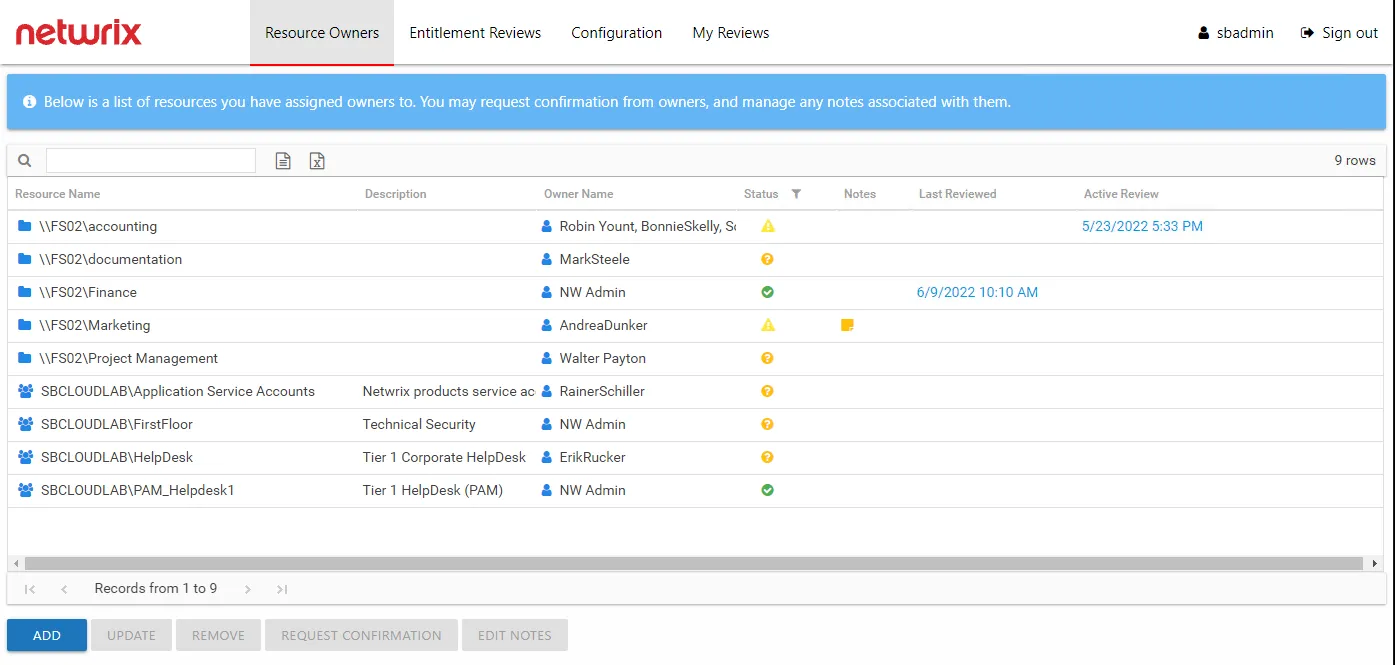 netwrix Resource Owners Entitlement Reviews Configuration My Reviews sbadmin Sign out
Below is a list of resources you have assigned owners to. You may request confirmation from owners, and manage any notes associated with them.
9 rows
Resource Name Description Owner Name Status Notes Last Reviewed Active Review
\\FS02\accounting Robin Yount, BonnieSkelly, Sc 5/23/2022 5:33 PM
\\FS02\documentation MarkSteele
\\FS02\Finance NW Admin 6/9/2022 10:10 AM
\\FS02\Marketing AndreaDunker
\\FS02\Project Management Walter Payton
SBCLOUDLAB\Application Service Accounts Netwrix products service ac RainerSchiller
SBCLOUDLAB\FirstFloor Technical Security NW Admin
SBCLOUDLAB\HelpDesk Tier 1 Corporate HelpDesk ErikRucker
SBCLOUDLAB\PAM_Helpdesk1 Tier 1 HelpDesk (PAM) NW Admin
Records from 1 to 9
ADD UPDATE REMOVE REQUEST CONFIRMATION EDIT NOTES